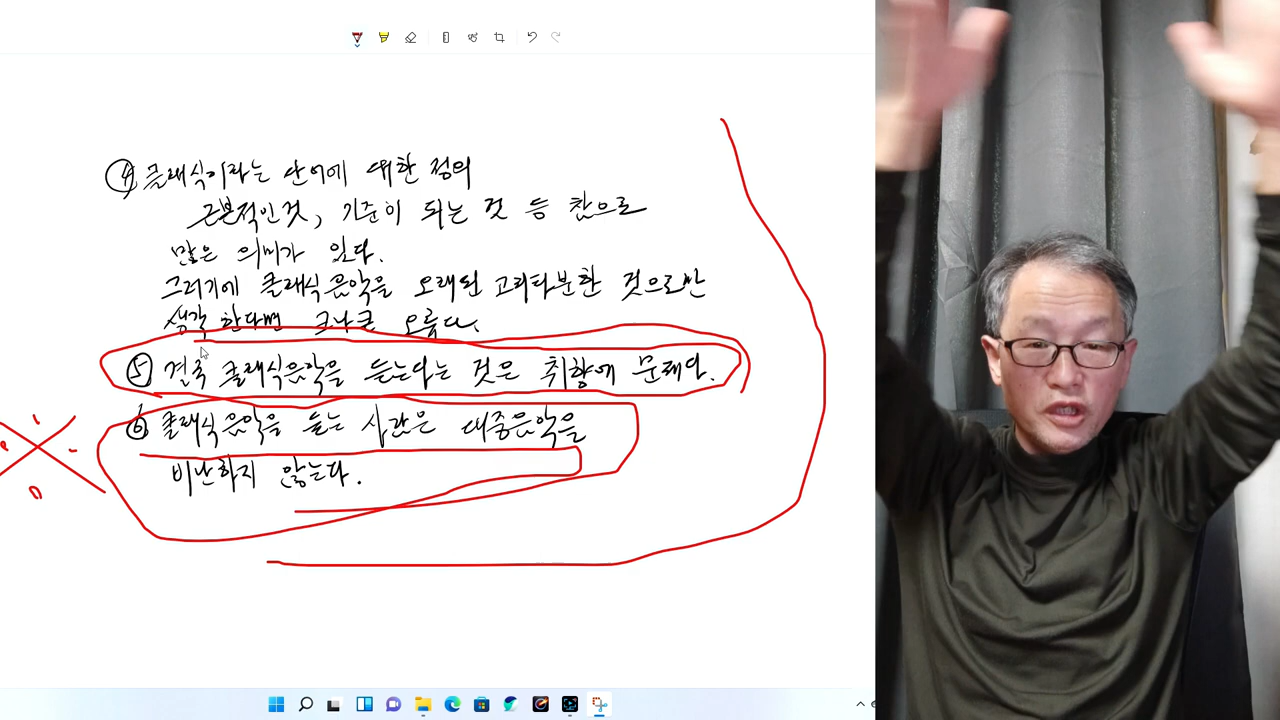 ④ 클래식이라는 단어에 대한 정의
근본적인것, 기준이 되는 것 등 참으로
많은 의미가 있다.
그러기에 클래식음악을 오래된 고리타분한 것으로만
생각 한다면 크나큰 오류다.
⑤ 결국 클래식음악을 듣는다는 것은 취향에 문제다.
⑥ 클래식음악을 듣는 사람은 대중음악을
비난하지 않는다.